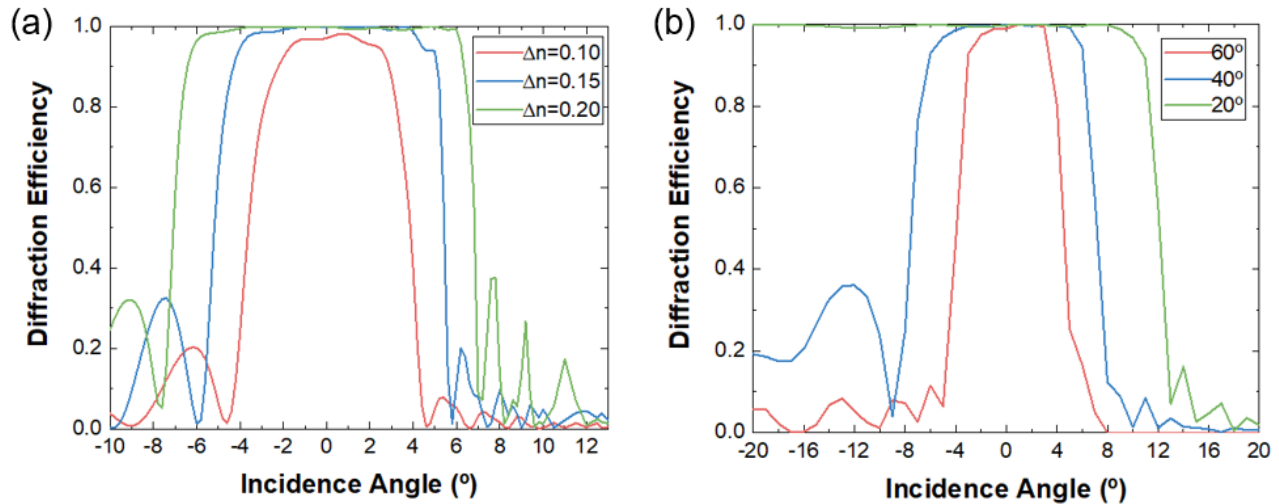 (a)
1.0
0.8
0.6
0.4
0.2
0.0
Diffraction Efficiency
Δn=0.10
Δn=0.15
Δn=0.20
-10 -8 -6 -4 -2 0 2 4 6 8 10 12
Incidence Angle (º)
(b)
1.0
0.8
0.6
0.4
0.2
0.0
Diffraction Efficiency
60º
40º
20º
-20 -16 -12 -8 -4 0 4 8 12 16 20
Incidence Angle (º)